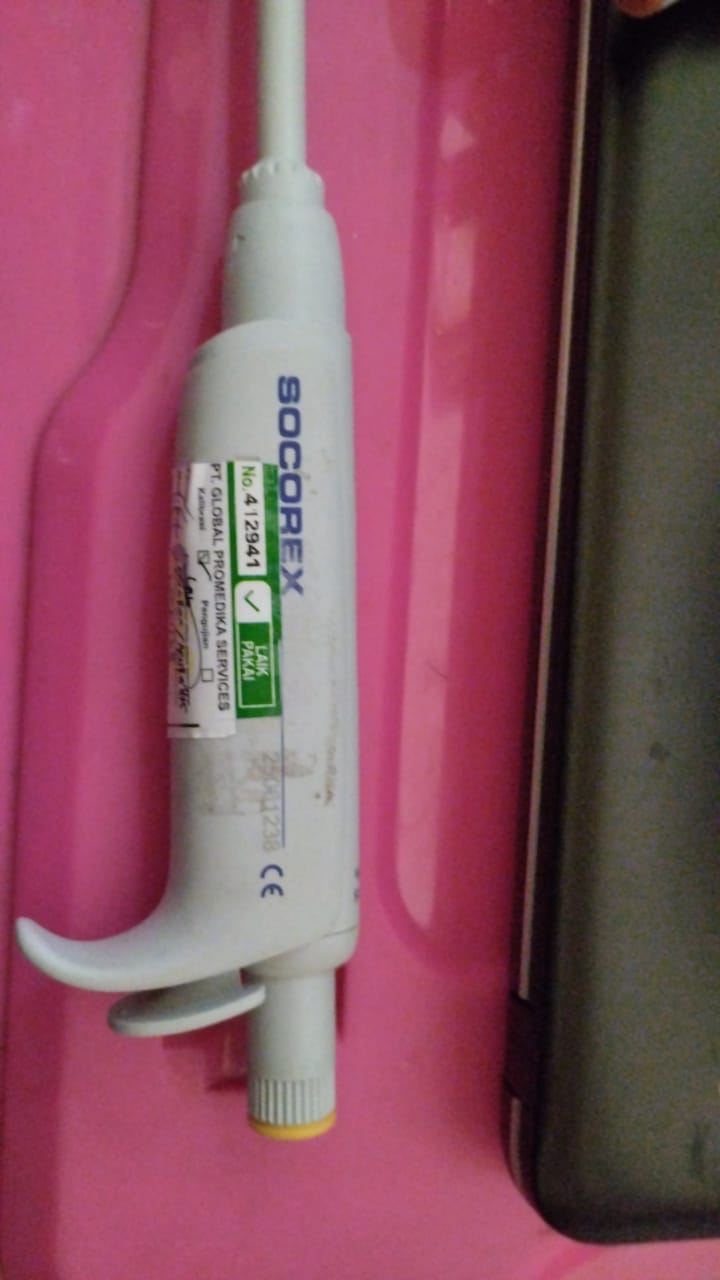 SOCOREX
No. 412941
LAIK
PAKAI
PT. GLOBAL PROMEDIKA SERVICES
Kalibrasi
Pengujian
CE